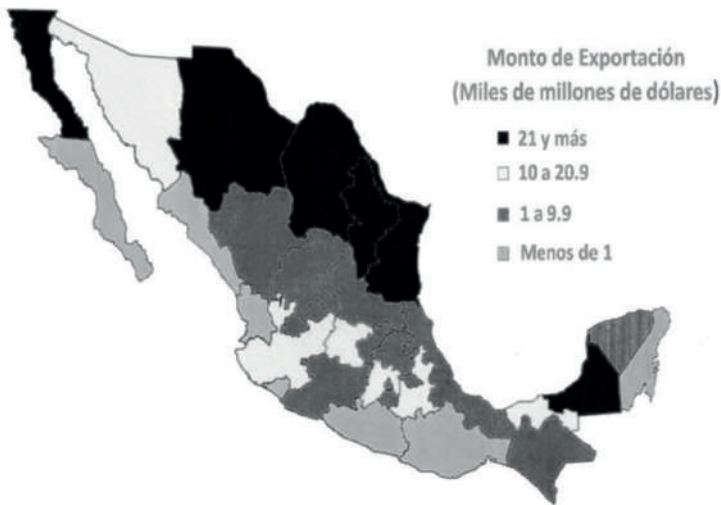 Monto de Exportación
(Miles de millones de dólares)
21 y más
10 a 20.9
1 a 9.9
Menos de 1